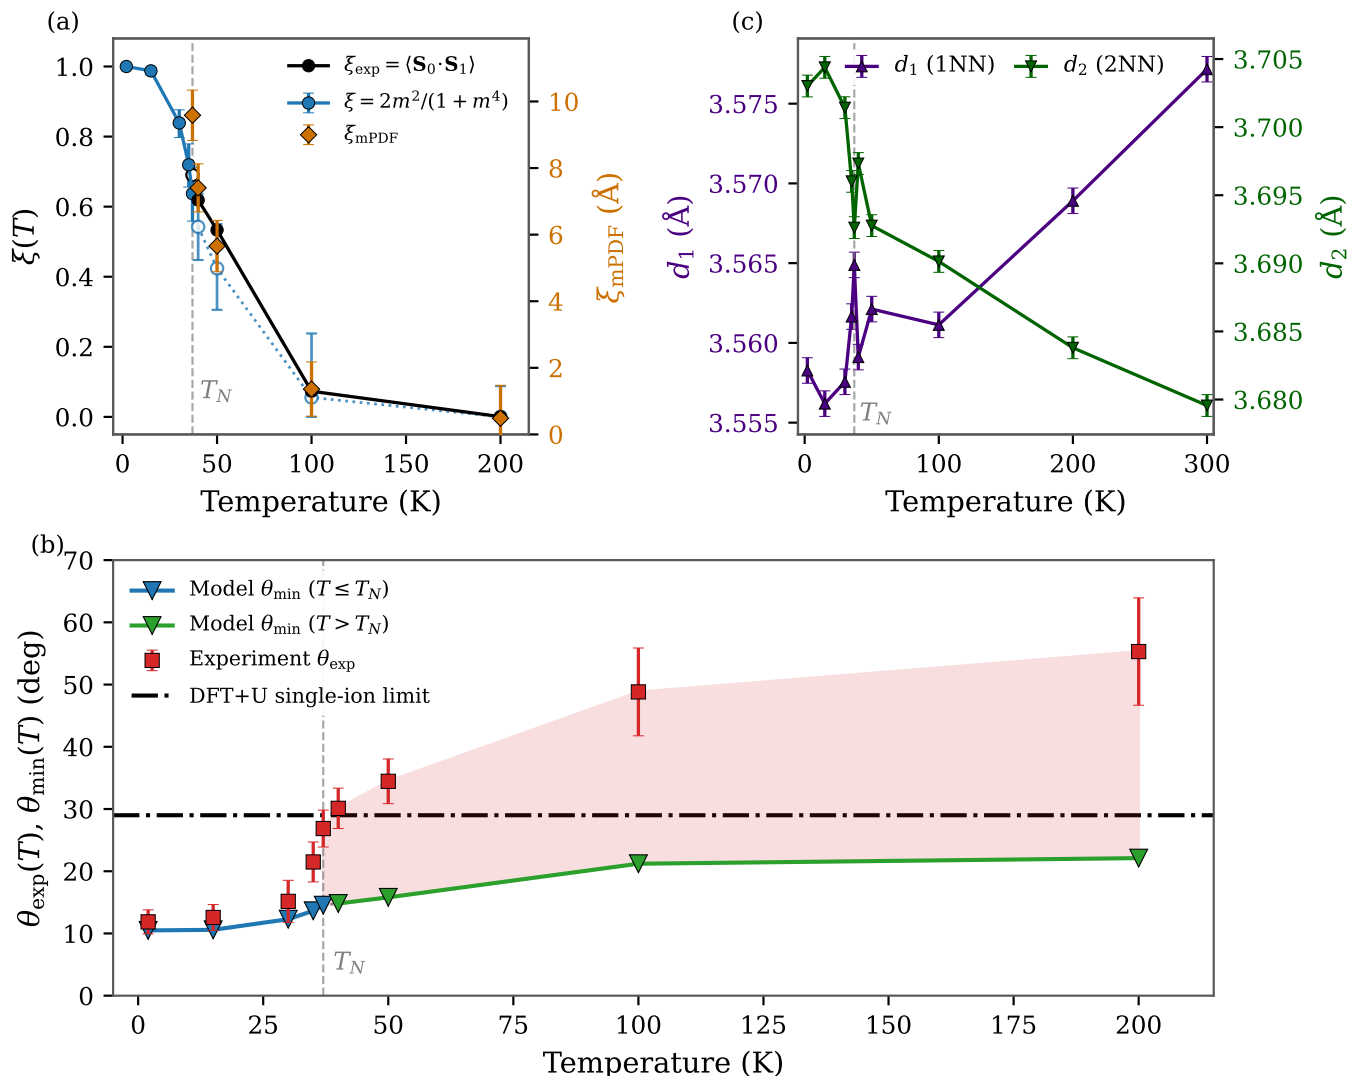 (a)
1.0
0.8
0.6
0.4
0.2
0.0
ξ(T)
ξexp = ⟨S0·S1⟩
ξ = 2m²/(1 + m⁴)
ξmPDF
TN
10
8
6
4
2
0
ξmPDF (Å)
0 50 100 150 200
Temperature (K)
(c)
3.575
3.570
3.565
3.560
3.555
d1 (Å)
d1 (1NN) d2 (2NN)
TN
3.705
3.700
3.695
3.690
3.685
3.680
d2 (Å)
0 100 200 300
Temperature (K)
(b)
70
60
50
40
30
20
10
0
θexp(T), θmin(T) (deg)
Model θmin (T ≤ TN)
Model θmin (T > TN)
Experiment θexp
DFT+U single-ion limit
TN
0 25 50 75 100 125 150 175 200
Temperature (K)